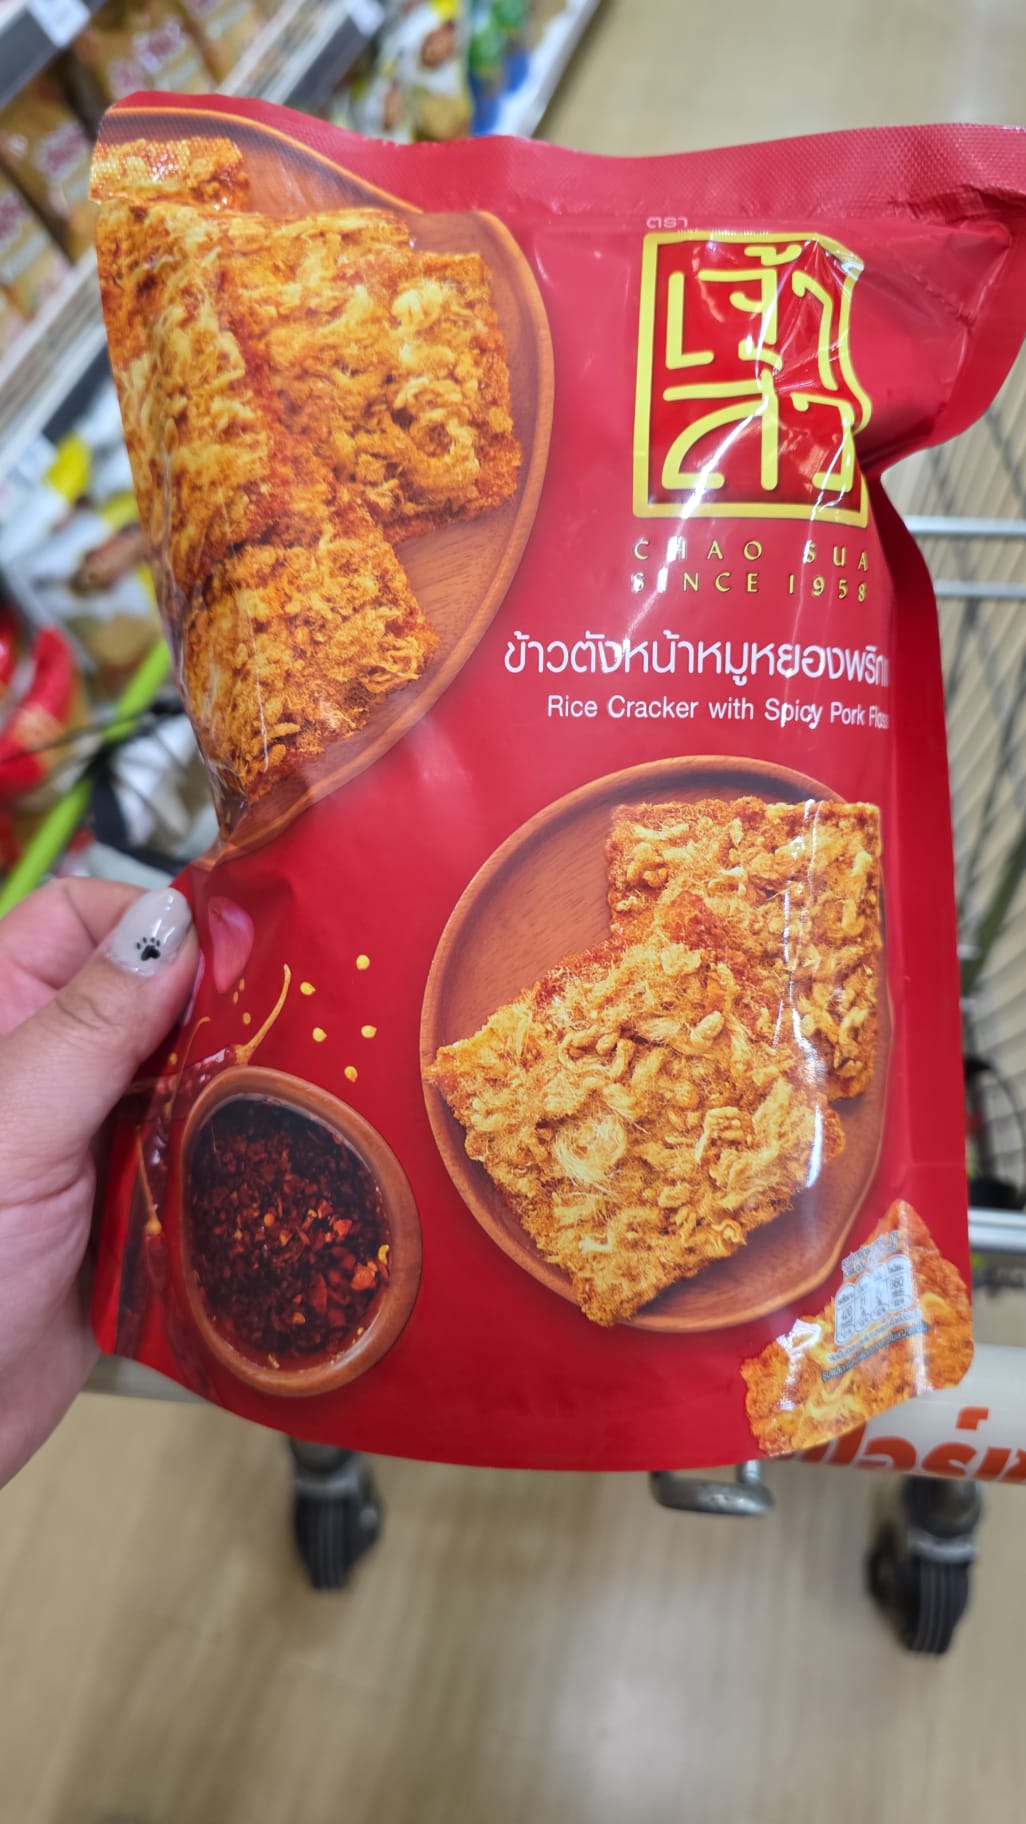 ตรา
เจ้า
สัว
CHAO SUA
SINCE 1958
ข้าวตังหน้าหมูหยองพริก
Rice Cracker with Spicy Pork Floss